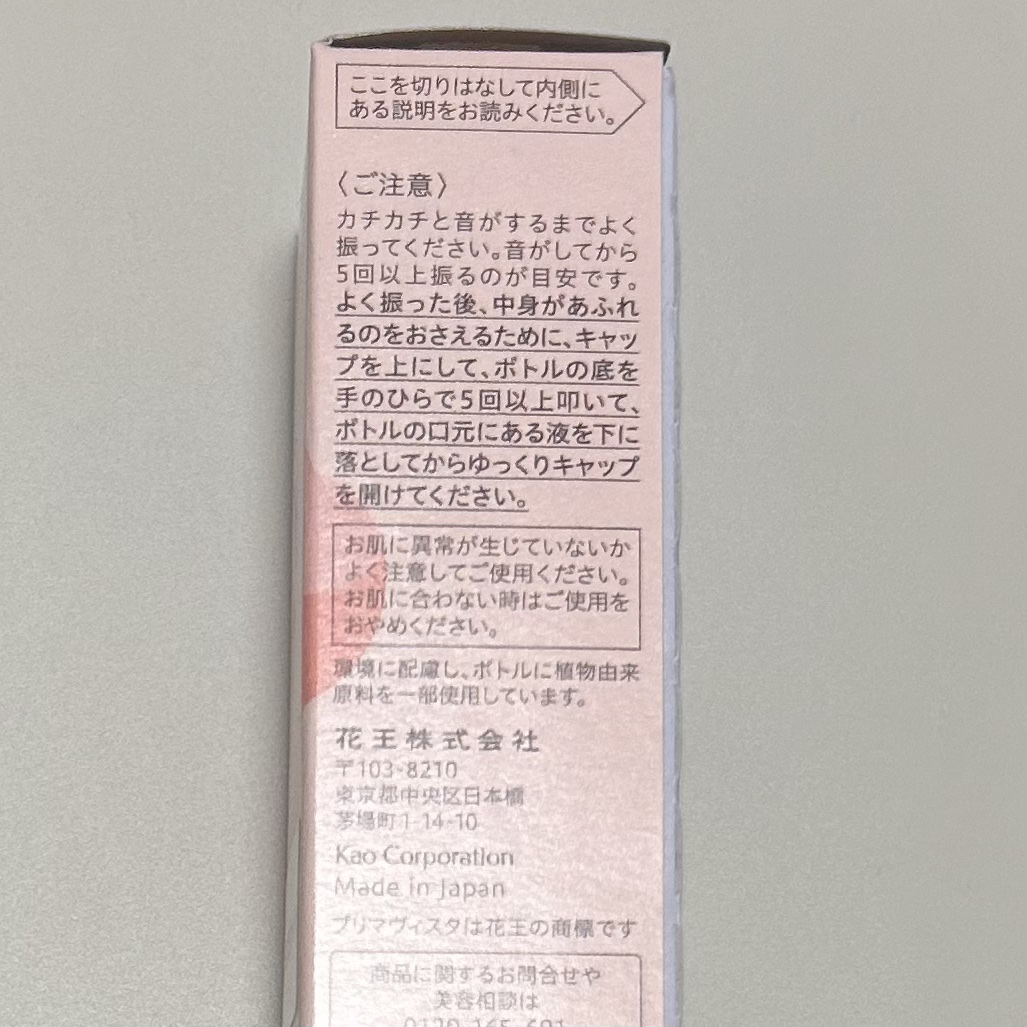 ここを切りはなして内側に
ある説明をお読みください。
〈ご注意〉
カチカチと音がするまでよく
振ってください。音がしてから
5回以上振るのが目安です。
よく振った後、中身があふれ
るのをおさえるために、キャッ
プを上にして、ボトルの底を
手のひらで5回以上叩いて、
ボトルの口元にある液を下に
落としてからゆっくりキャップ
を開けてください。
お肌に異常が生じていないか
よく注意してご使用ください。
お肌に合わない時はご使用を
おやめください。
環境に配慮し、ボトルに植物由来
原料を一部使用しています。
花王株式会社
〒103-8210
東京都中央区日本橋
茅場町1-14-10
Kao Corporation
Made in Japan
プリマヴィスタは花王の商標です
商品に関するお問合せや
美容相談は